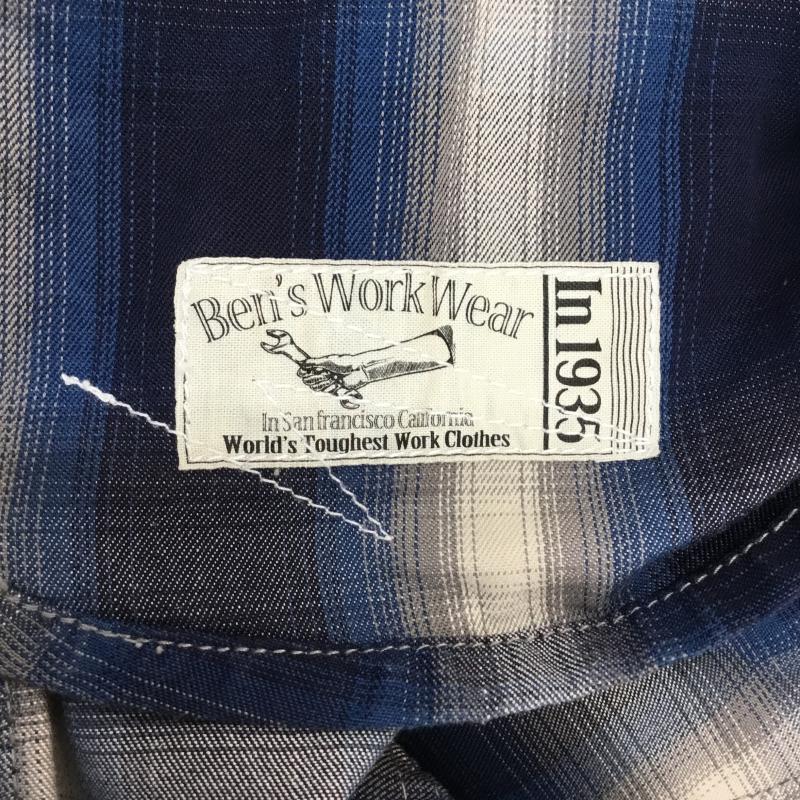 Ben's Work Wear
In San francisco California
World's Toughest Work Clothes
In 1935